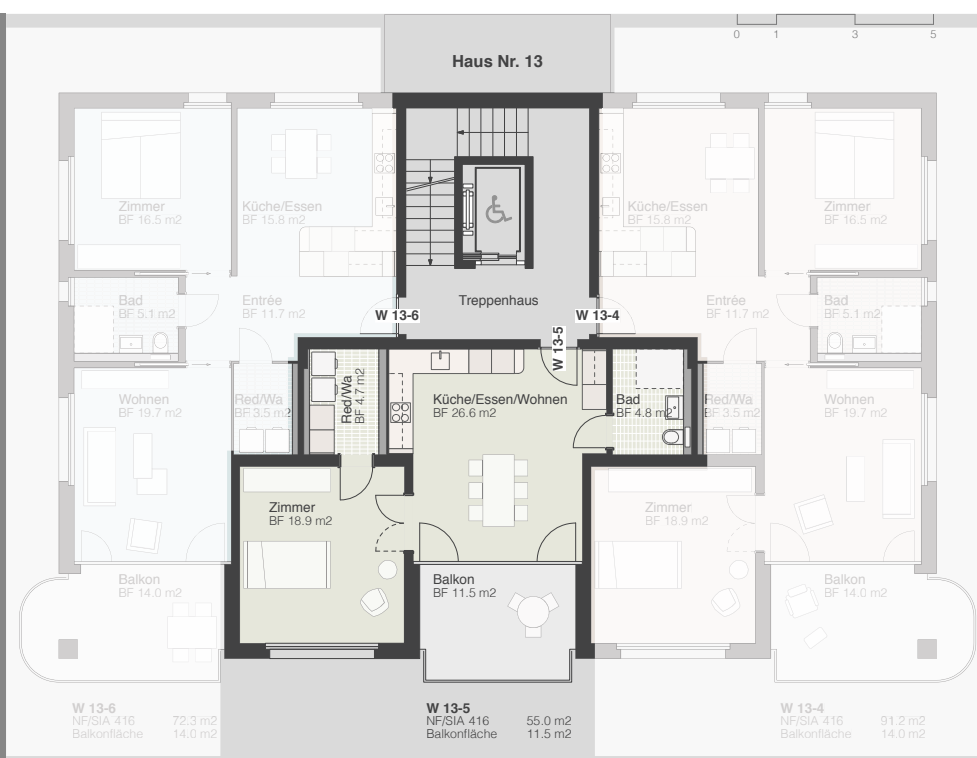 0 1 3 5
Haus Nr. 13
Zimmer
BF 16.5 m2
Küche/Essen
BF 15.8 m2
Küche/Essen
BF 15.8 m2
Zimmer
BF 16.5 m2
Bad
BF 5.1 m2
Entrée
BF 11.7 m2
Treppenhaus
W 13-6
W 13-4
W 13-5
Entrée
BF 11.7 m2
Bad
BF 5.1 m2
Wohnen
BF 19.7 m2
Red/Wa
BF 3.5 m2
Red/Wa
BF 4.7 m2
Küche/Essen/Wohnen
BF 26.6 m2
Bad
BF 4.8 m2
Red/Wa
BF 3.5 m2
Wohnen
BF 19.7 m2
Zimmer
BF 18.9 m2
Zimmer
BF 18.9 m2
Balkon
BF 14.0 m2
Balkon
BF 11.5 m2
Balkon
BF 14.0 m2
W 13-6
NF/SIA 416 72.3 m2
Balkonfläche 14.0 m2
W 13-5
NF/SIA 416 55.0 m2
Balkonfläche 11.5 m2
W 13-4
NF/SIA 416 91.2 m2
Balkonfläche 14.0 m2